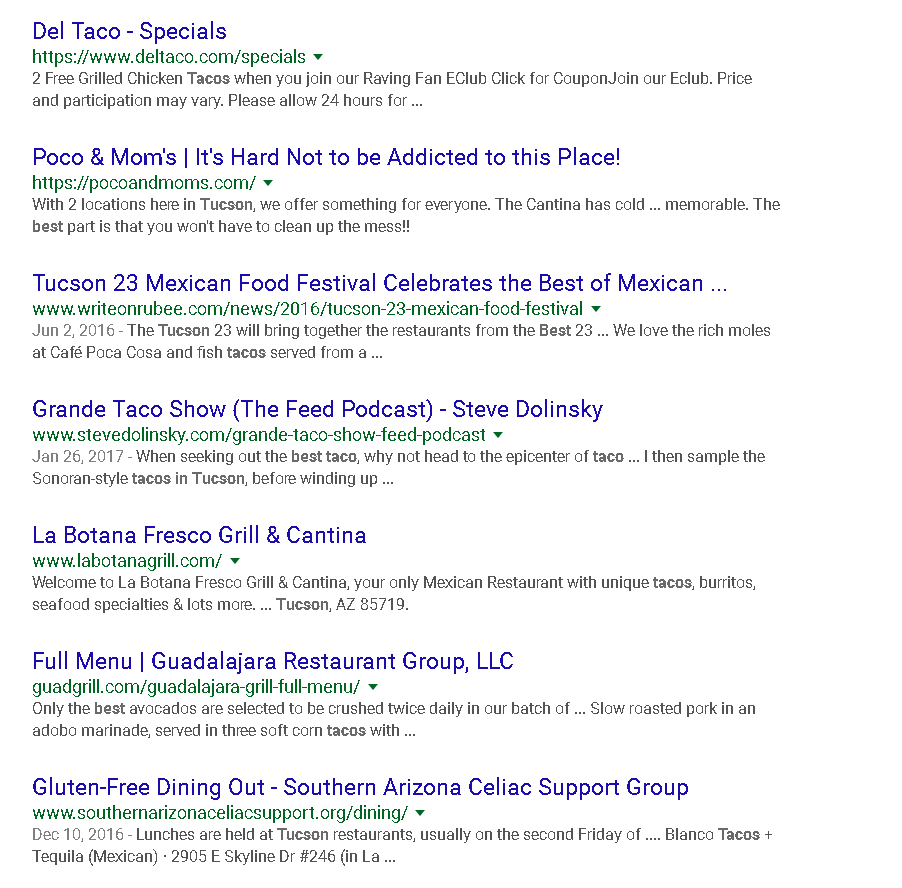 Del Taco - Specials
https://www.deltaco.com/specials
2 Free Grilled Chicken Tacos when you join our Raving Fan EClub Click for CouponJoin our Eclub. Price
and participation may vary. Please allow 24 hours for ...
Poco & Mom's | It's Hard Not to be Addicted to this Place!
https://pocoandmoms.com/
With 2 locations here in Tucson, we offer something for everyone. The Cantina has cold ... memorable. The
best part is that you won't have to clean up the mess!!
Tucson 23 Mexican Food Festival Celebrates the Best of Mexican ...
www.writeonrubee.com/news/2016/tucson-23-mexican-food-festival
Jun 2, 2016 - The Tucson 23 will bring together the restaurants from the Best 23 ... We love the rich moles
at Café Poca Cosa and fish tacos served from a ...
Grande Taco Show (The Feed Podcast) - Steve Dolinsky
www.stevedolinsky.com/grande-taco-show-feed-podcast
Jan 26, 2017 - When seeking out the best taco, why not head to the epicenter of taco ... I then sample the
Sonoran-style tacos in Tucson, before winding up ...
La Botana Fresco Grill & Cantina
www.labotanagrill.com/
Welcome to La Botana Fresco Grill & Cantina, your only Mexican Restaurant with unique tacos, burritos,
seafood specialties & lots more. ... Tucson, AZ 85719.
Full Menu | Guadalajara Restaurant Group, LLC
guadgrill.com/guadalajara-grill-full-menu/
Only the best avocados are selected to be crushed twice daily in our batch of ... Slow roasted pork in an
adobo marinade, served in three soft corn tacos with ...
Gluten-Free Dining Out - Southern Arizona Celiac Support Group
www.southernarizonaceliacsupport.org/dining/
Dec 10, 2016 - Lunches are held at Tucson restaurants, usually on the second Friday of .... Blanco Tacos +
Tequila (Mexican) · 2905 E Skyline Dr #246 (in La ...